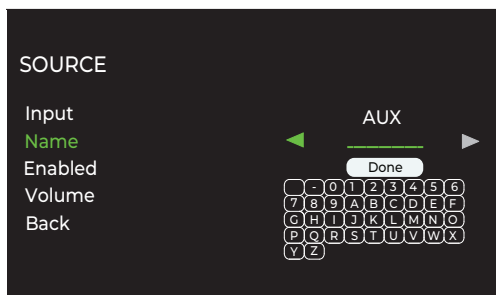 SOURCE
Input
AUX
Name
Enabled
Done
Volume
Back
- 0 1 2 3 4 5 6
7 8 9 A B C D E F
G H I J K L M N O
P Q R S T U V W X
Y Z